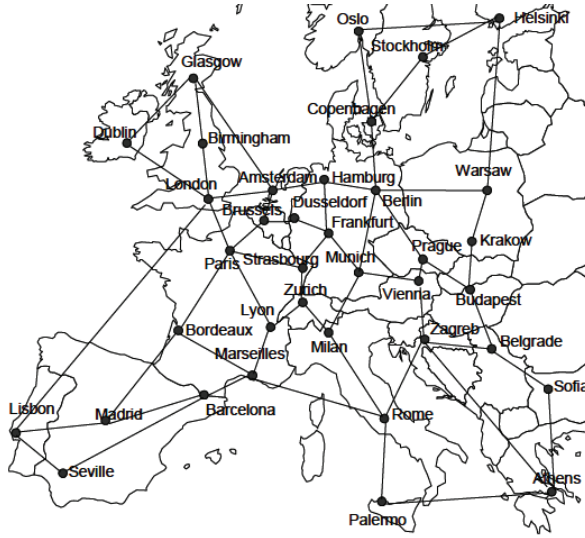 Oslo
Helsinki
Stockholm
Glasgow
Copenhagen
Dublin
Birmingham
Amsterdam
Hamburg
Warsaw
London
Berlin
Brussels
Dusseldorf
Frankfurt
Krakow
Paris
Strasbourg
Munich
Prague
Zurich
Vienna
Budapest
Lyon
Bordeaux
Milan
Zagreb
Belgrade
Marseilles
Sofia
Lisbon
Madrid
Barcelona
Rome
Seville
Athens
Palermo